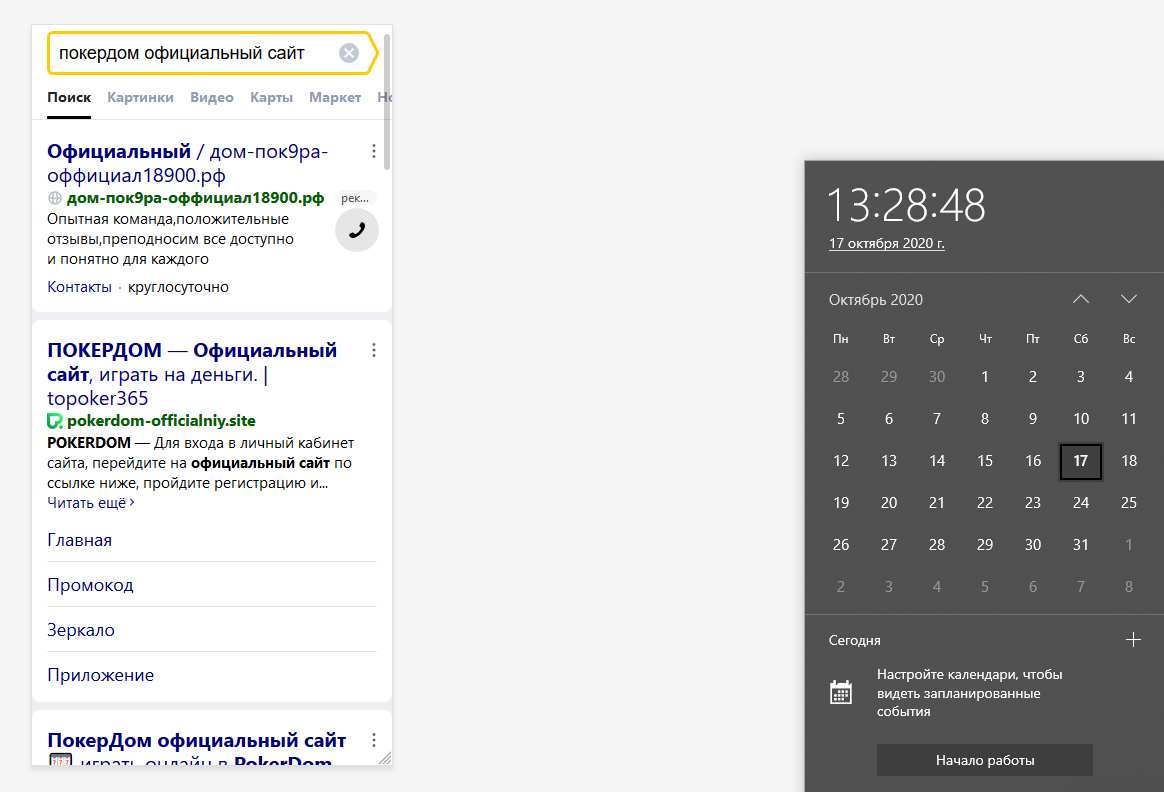 покердом официальный сайт
Поиск Картинки Видео Карты Маркет
Официальный / дом-пок9ра-
оффициал18900.рф
дом-пок9ра-оффициал18900.рф рек...
Опытная команда,положительные
отзывы,преподносим все доступно
и понятно для каждого
Контакты · круглосуточно
ПОКЕРДОМ — Официальный
сайт, играть на деньги. |
topoker365
pokerdom-officialniy.site
POKERDOM — Для входа в личный кабинет
сайта, перейдите на официальный сайт по
ссылке ниже, пройдите регистрацию и...
Читать ещё ›
Главная
Промокод
Зеркало
Приложение
ПокерДом официальный сайт
играть онлайн в PokerDom
13:28:48
17 октября 2020 г.
Октябрь 2020
Пн Вт Ср Чт Пт Сб Вс
28 29 30 1 2 3 4
5 6 7 8 9 10 11
12 13 14 15 16 17 18
19 20 21 22 23 24 25
26 27 28 29 30 31 1
2 3 4 5 6 7 8
Сегодня
Настройте календари, чтобы
видеть запланированные
события
Начало работы